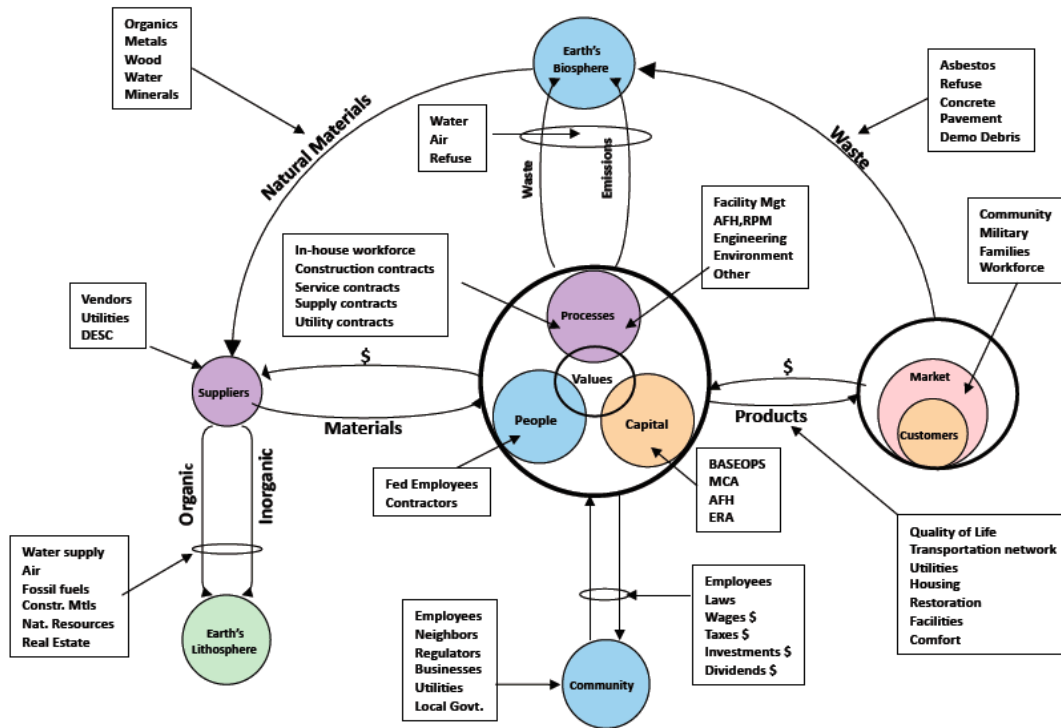 Organics
Metals
Wood
Water
Minerals
Earth's
Biosphere
Asbestos
Refuse
Concrete
Pavement
Demo Debris
Natural Materials
Water
Air
Refuse
Waste
Emissions
Waste
Facility Mgt
AFH,RPM
Engineering
Environment
Other
Community
Military
Families
Workforce
In-house workforce
Construction contracts
Service contracts
Supply contracts
Utility contracts
Vendors
Utilities
DESC
Processes
Values
People
Capital
$
Suppliers
Materials
$
Products
Market
Customers
Fed Employees
Contractors
BASEOPS
MCA
AFH
ERA
Organic
Inorganic
Quality of Life
Transportation network
Utilities
Housing
Restoration
Facilities
Comfort
Water supply
Air
Fossil fuels
Constr. Mtls
Nat. Resources
Real Estate
Earth's
Lithosphere
Employees
Neighbors
Regulators
Businesses
Utilities
Local Govt.
Community
Employees
Laws
Wages $
Taxes $
Investments $
Dividends $